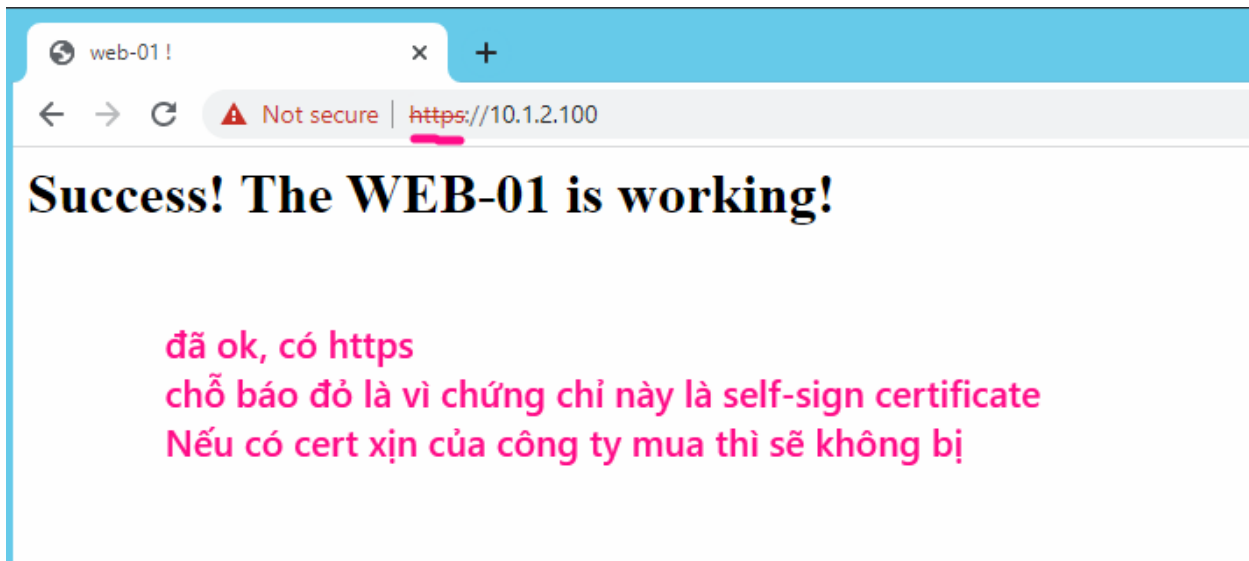 web-01 !
Not secure | https://10.1.2.100
Success! The WEB-01 is working!
đã ok, có https
chỗ báo đỏ là vì chứng chỉ này là self-sign certificate
Nếu có cert xịn của công ty mua thì sẽ không bị